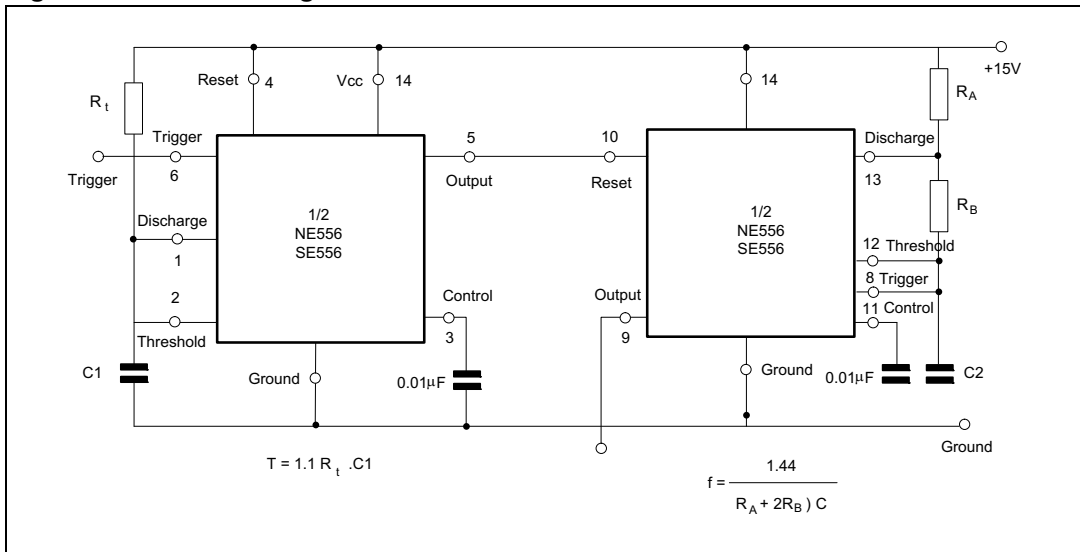 Reset
4
Vcc
14
14
+15V
R t
R A
Trigger
6
Trigger
5
Output
10
Reset
Discharge
13
Discharge
1
1/2
NE556
SE556
1/2
NE556
SE556
R B
12 Threshold
8 Trigger
11 Control
2
Threshold
Control
3
Output
9
C1
Ground
0.01µF
Ground
0.01µF
C2
Ground
T = 1.1 R t .C1
f = 1.44
R A + 2R B ) C